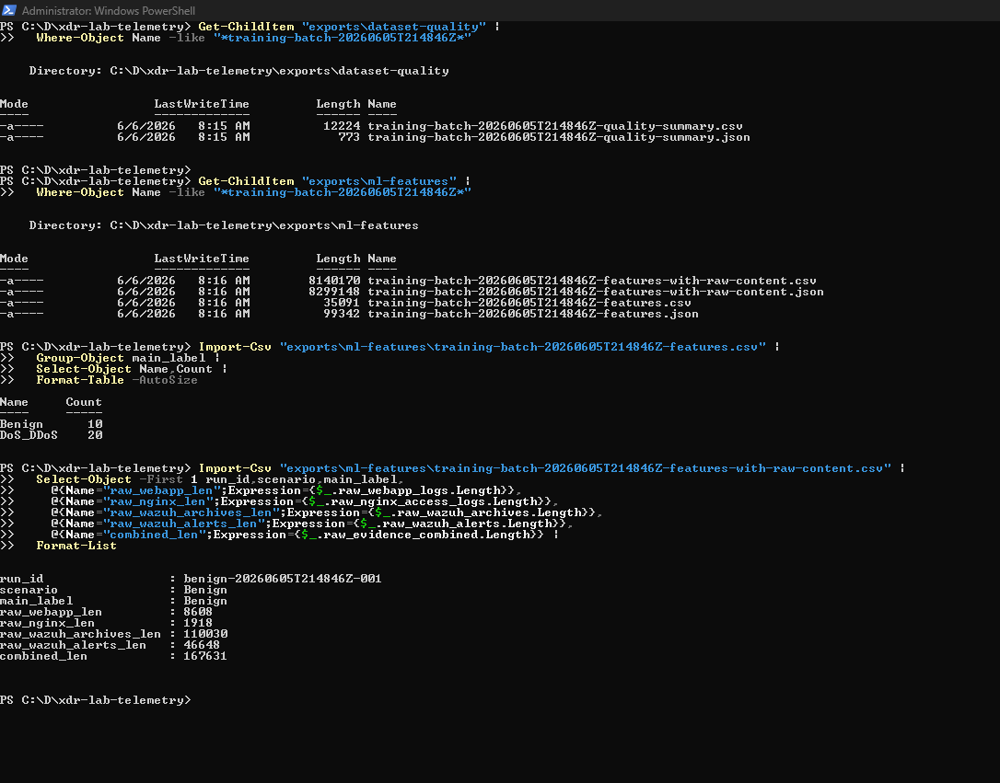 Administrator: Windows PowerShell
PS C:\D\xdr-lab-telemetry> Get-ChildItem "exports\dataset-quality" |
>>   Where-Object Name -like "*training-batch-20260605T214846Z*"
    Directory: C:\D\xdr-lab-telemetry\exports\dataset-quality
Mode                 LastWriteTime         Length Name
----                 -------------         ------ ----
-a----          6/6/2026   8:15 AM          12224 training-batch-20260605T214846Z-quality-summary.csv
-a----          6/6/2026   8:15 AM            773 training-batch-20260605T214846Z-quality-summary.json
PS C:\D\xdr-lab-telemetry>
PS C:\D\xdr-lab-telemetry> Get-ChildItem "exports\ml-features" |
>>   Where-Object Name -like "*training-batch-20260605T214846Z*"
    Directory: C:\D\xdr-lab-telemetry\exports\ml-features
Mode                 LastWriteTime         Length Name
----                 -------------         ------ ----
-a----          6/6/2026   8:16 AM        8140170 training-batch-20260605T214846Z-features-with-raw-content.csv
-a----          6/6/2026   8:16 AM        8299148 training-batch-20260605T214846Z-features-with-raw-content.json
-a----          6/6/2026   8:16 AM          35091 training-batch-20260605T214846Z-features.csv
-a----          6/6/2026   8:16 AM          99342 training-batch-20260605T214846Z-features.json
PS C:\D\xdr-lab-telemetry> Import-Csv "exports\ml-features\training-batch-20260605T214846Z-features.csv" |
>>   Group-Object main_label |
>>   Select-Object Name,Count |
>>   Format-Table -AutoSize
Name     Count
----     -----
Benign      10
DoS_DDoS    20
PS C:\D\xdr-lab-telemetry> Import-Csv "exports\ml-features\training-batch-20260605T214846Z-features-with-raw-content.csv" |
>>   Select-Object -First 1 run_id,scenario,main_label,
>>     @{Name="raw_webapp_len";Expression={$_.raw_webapp_logs.Length}},
>>     @{Name="raw_nginx_len";Expression={$_.raw_nginx_access_logs.Length}},
>>     @{Name="raw_wazuh_archives_len";Expression={$_.raw_wazuh_archives.Length}},
>>     @{Name="raw_wazuh_alerts_len";Expression={$_.raw_wazuh_alerts.Length}},
>>     @{Name="combined_len";Expression={$_.raw_evidence_combined.Length}} |
>>   Format-List
run_id                 : benign-20260605T214846Z-001
scenario               : Benign
main_label             : Benign
raw_webapp_len         : 8608
raw_nginx_len          : 1918
raw_wazuh_archives_len : 110030
raw_wazuh_alerts_len   : 46648
combined_len           : 167631
PS C:\D\xdr-lab-telemetry>